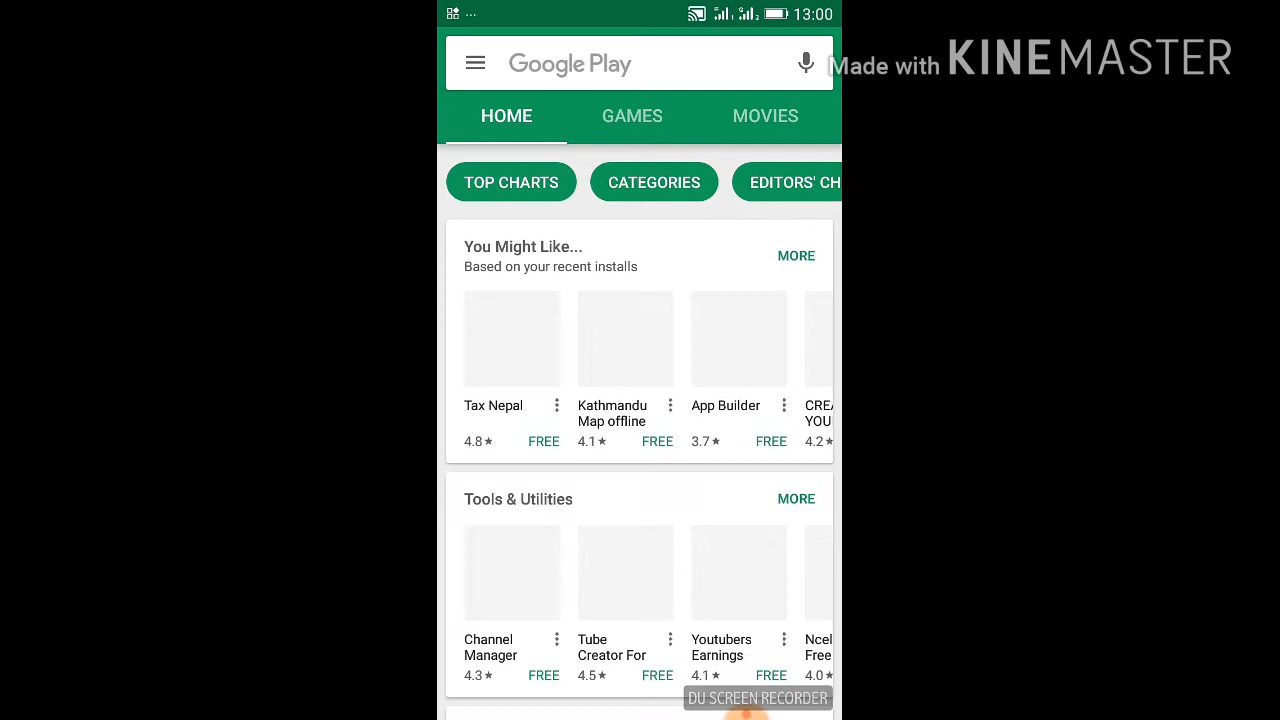 ... 13:00
Google Play
Made with KINEMASTER
HOME GAMES MOVIES
TOP CHARTS CATEGORIES EDITORS' CH
You Might Like...
MORE
Based on your recent installs
Tax Nepal Kathmandu App Builder CREA
Map offline YOU
4.8★ FREE 4.1★ FREE 3.7★ FREE 4.2★
Tools & Utilities MORE
Channel Tube Youtubers Ncel
Manager Creator For Earnings Free
4.3★ FREE 4.5★ FREE 4.1★ FREE 4.0★
DU SCREEN RECORDER